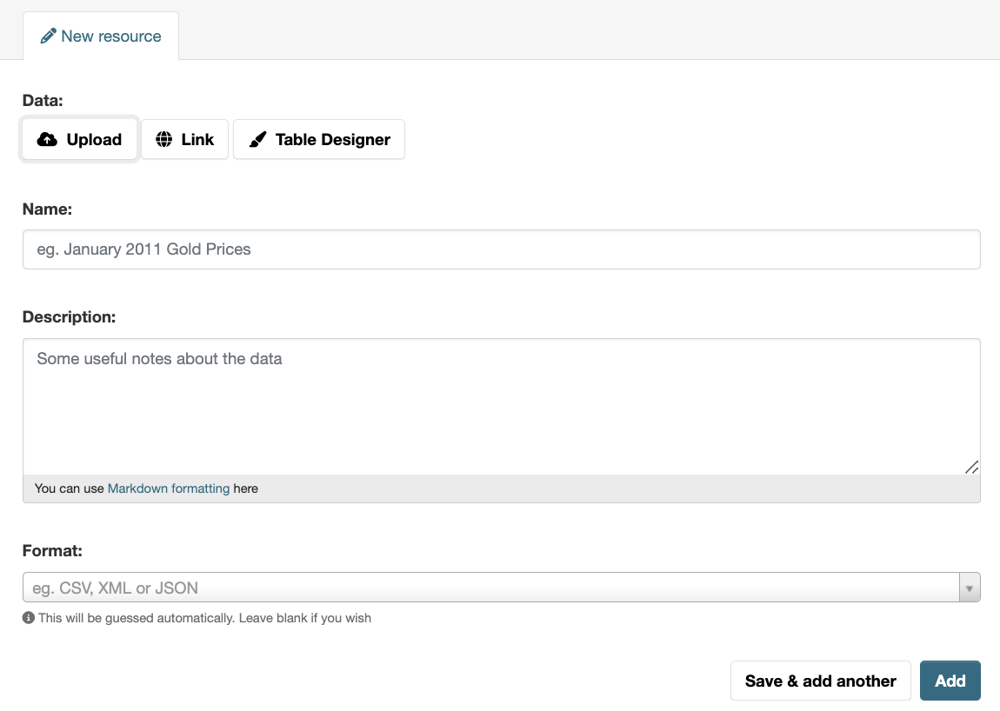 New resource
Data:
Upload
Link
Table Designer
Name:
eg. January 2011 Gold Prices
Description:
Some useful notes about the data
You can use Markdown formatting here
Format:
eg. CSV, XML or JSON
This will be guessed automatically. Leave blank if you wish
Save & add another
Add